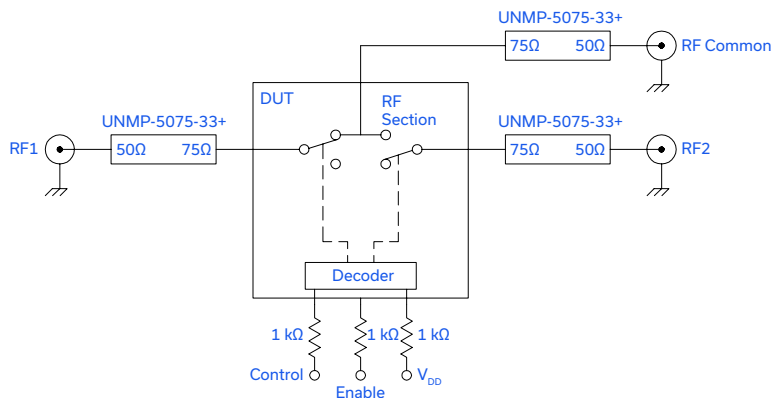 UNMP-5075-33+
75Ω 50Ω
RF Common
DUT
RF
Section
UNMP-5075-33+
50Ω 75Ω
RF1
UNMP-5075-33+
75Ω 50Ω
RF2
Decoder
1 kΩ
1 kΩ
1 kΩ
Control
Enable
VDD